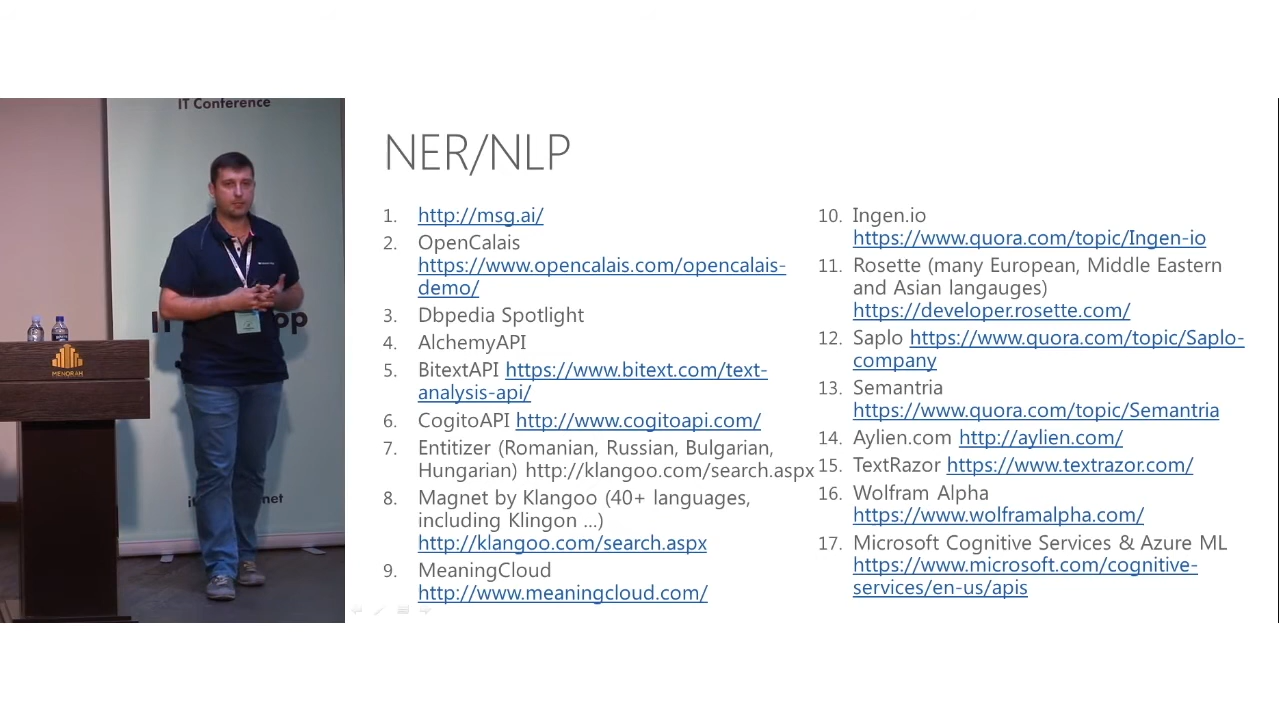 IT Conference
MENORAH
NER/NLP
1. http://msg.ai/
2. OpenCalais
https://www.opencalais.com/opencalais-
demo/
3. Dbpedia Spotlight
4. AlchemyAPI
5. BitextAPI https://www.bitext.com/text-
analysis-api/
6. CogitoAPI http://www.cogitoapi.com/
7. Entitizer (Romanian, Russian, Bulgarian,
Hungarian) http://klangoo.com/search.aspx
8. Magnet by Klangoo (40+ languages,
including Klingon ...)
http://klangoo.com/search.aspx
9. MeaningCloud
http://www.meaningcloud.com/
10. Ingen.io
https://www.quora.com/topic/Ingen-io
11. Rosette (many European, Middle Eastern
and Asian langauges)
https://developer.rosette.com/
12. Saplo https://www.quora.com/topic/Saplo-
company
13. Semantria
https://www.quora.com/topic/Semantria
14. Aylien.com http://aylien.com/
15. TextRazor https://www.textrazor.com/
16. Wolfram Alpha
https://www.wolframalpha.com/
17. Microsoft Cognitive Services & Azure ML
https://www.microsoft.com/cognitive-
services/en-us/apis